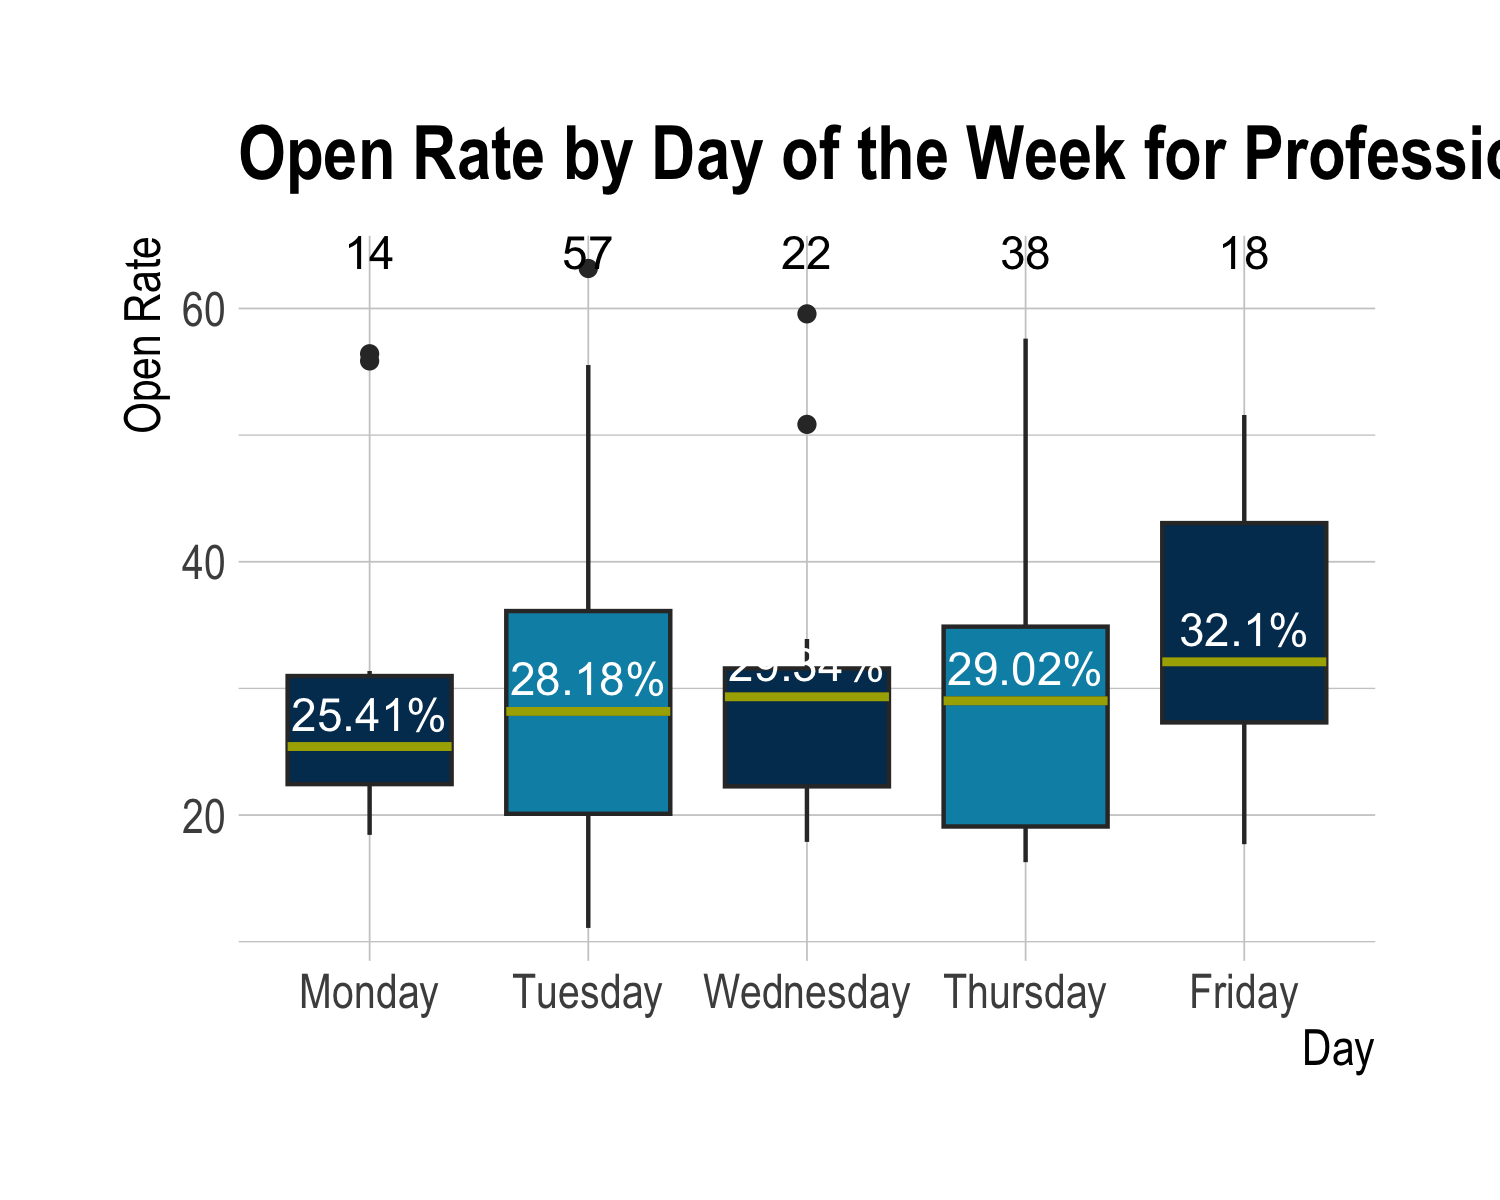 Open Rate by Day of the Week for Professio
Open Rate
14 57 22 38 18
60
40
20
25.41% 28.18% 29.02% 32.1%
Monday Tuesday Wednesday Thursday Friday
Day